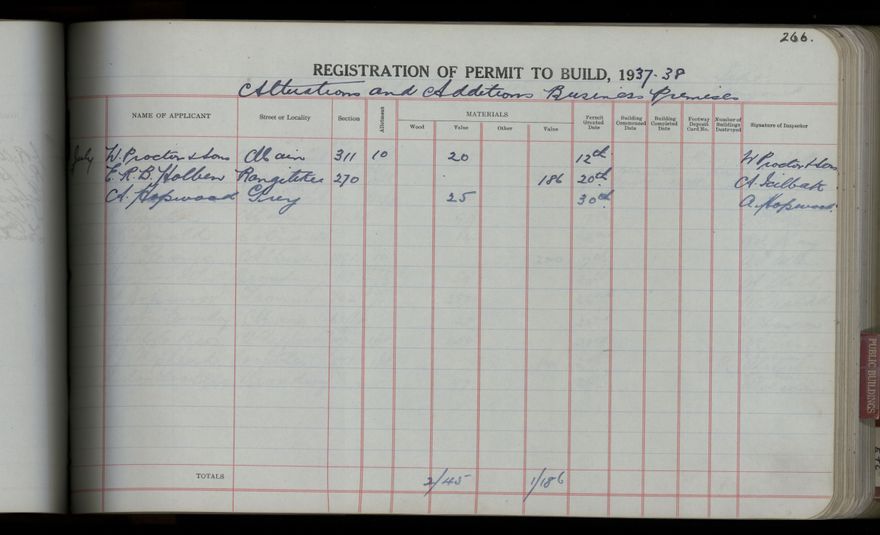 266.
REGISTRATION OF PERMIT TO BUILD, 1937-38
Alterations and Additions Business Premises
NAME OF APPLICANT Street or Locality Section Allotment MATERIALS Wood Value Other Value Permit Granted Date Building Commenced Date Building Completed Date Footway Deposit Card No. Number of Buildings Destroyed Signature of Inspector
July W. Proctor & Sons Main 311 10 20 12th W Proctor & Son
E. R. B. Holben Rangitikei 270 186 20th A.
A. Hopwood Grey 25 30th A. Hopwood.
TOTALS 2/45 1/186
PUBLIC BUILDINGS